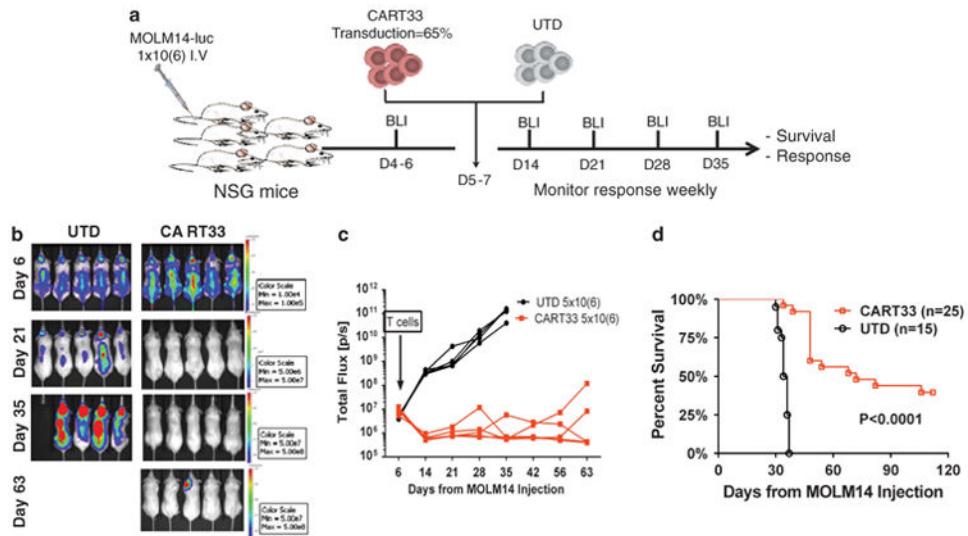 a
MOLM14-luc
1x10(6) I.V
NSG mice
CART33
Transduction=65%
UTD
BLI
D4-6
D5-7
BLI
BLI
BLI
BLI
D14
D21
D28
D35
Monitor response weekly
- Survival
- Response
b
UTD
CA RT33
Day 6
Day 21
Day 35
Day 63
Color Scale
Min = 1.00e4
Max = 1.00e5
Color Scale
Min = 5.00e6
Max = 5.00e7
Color Scale
Min = 5.00e7
Max = 5.00e8
Color Scale
Min = 5.00e7
Max = 5.00e8
c
Total Flux [p/s]
10¹²
10¹¹
10¹⁰
10⁹
10⁸
10⁷
10⁶
10⁵
T cells
UTD 5x10(6)
CART33 5x10(6)
6 14 21 28 35 42 56 63
Days from MOLM14 Injection
d
Percent Survival
100%
75%
50%
25%
0%
CART33 (n=25)
UTD (n=15)
P<0.0001
0 30 60 90 120
Days from MOLM14 Injection